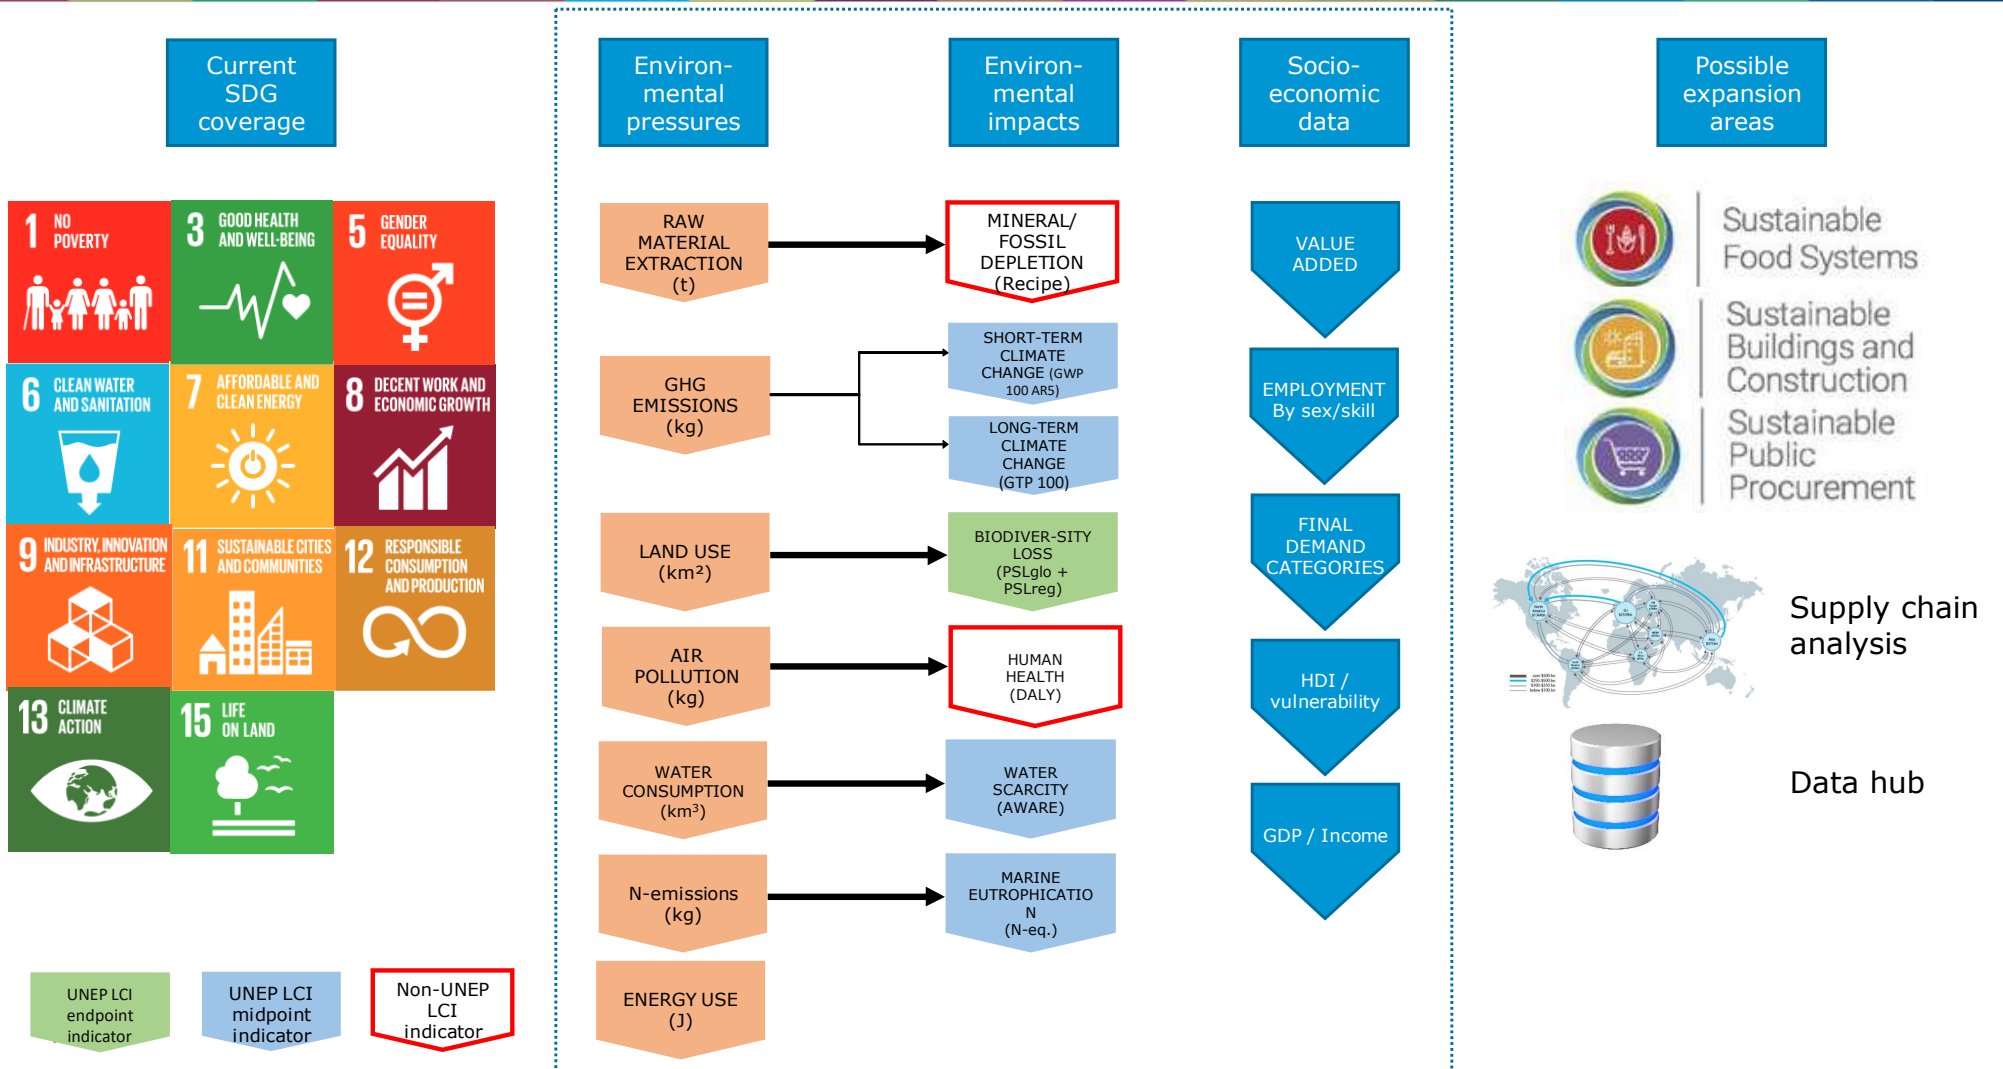 Current
SDG
coverage
Environ-
mental
pressures
Environ-
mental
impacts
Socio-
economic
data
Possible
expansion
areas
1 NO
POVERTY
3 GOOD HEALTH
AND WELL-BEING
5 GENDER
EQUALITY
6 CLEAN WATER
AND SANITATION
7 AFFORDABLE AND
CLEAN ENERGY
8 DECENT WORK AND
ECONOMIC GROWTH
9 INDUSTRY, INNOVATION
AND INFRASTRUCTURE
11 SUSTAINABLE CITIES
AND COMMUNITIES
12 RESPONSIBLE
CONSUMPTION
AND PRODUCTION
13 CLIMATE
ACTION
15 LIFE
ON LAND
UNEP LCI
endpoint
indicator
UNEP LCI
midpoint
indicator
Non-UNEP
LCI
indicator
RAW
MATERIAL
EXTRACTION
(t)
MINERAL/
FOSSIL
DEPLETION
(Recipe)
GHG
EMISSIONS
(kg)
SHORT-TERM
CLIMATE
CHANGE (GWP
100 AR5)
LONG-TERM
CLIMATE
CHANGE
(GTP 100)
LAND USE
(km²)
BIODIVER-SITY
LOSS
(PSLglo +
PSLreg)
AIR
POLLUTION
(kg)
HUMAN
HEALTH
(DALY)
WATER
CONSUMPTION
(km³)
WATER
SCARCITY
(AWARE)
N-emissions
(kg)
MARINE
EUTROPHICATIO
N
(N-eq.)
ENERGY USE
(J)
VALUE
ADDED
EMPLOYMENT
By sex/skill
FINAL
DEMAND
CATEGORIES
HDI /
vulnerability
GDP / Income
Sustainable
Food Systems
Sustainable
Buildings and
Construction
Sustainable
Public
Procurement
Supply chain
analysis
Data hub